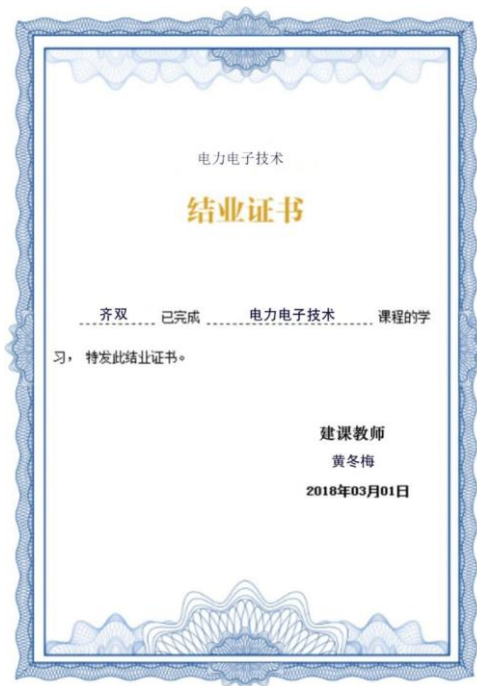 电力电子技术
结业证书
齐双 已完成 电力电子技术 课程的学
习， 特发此结业证书。
建课教师
黄冬梅
2018年03月01日